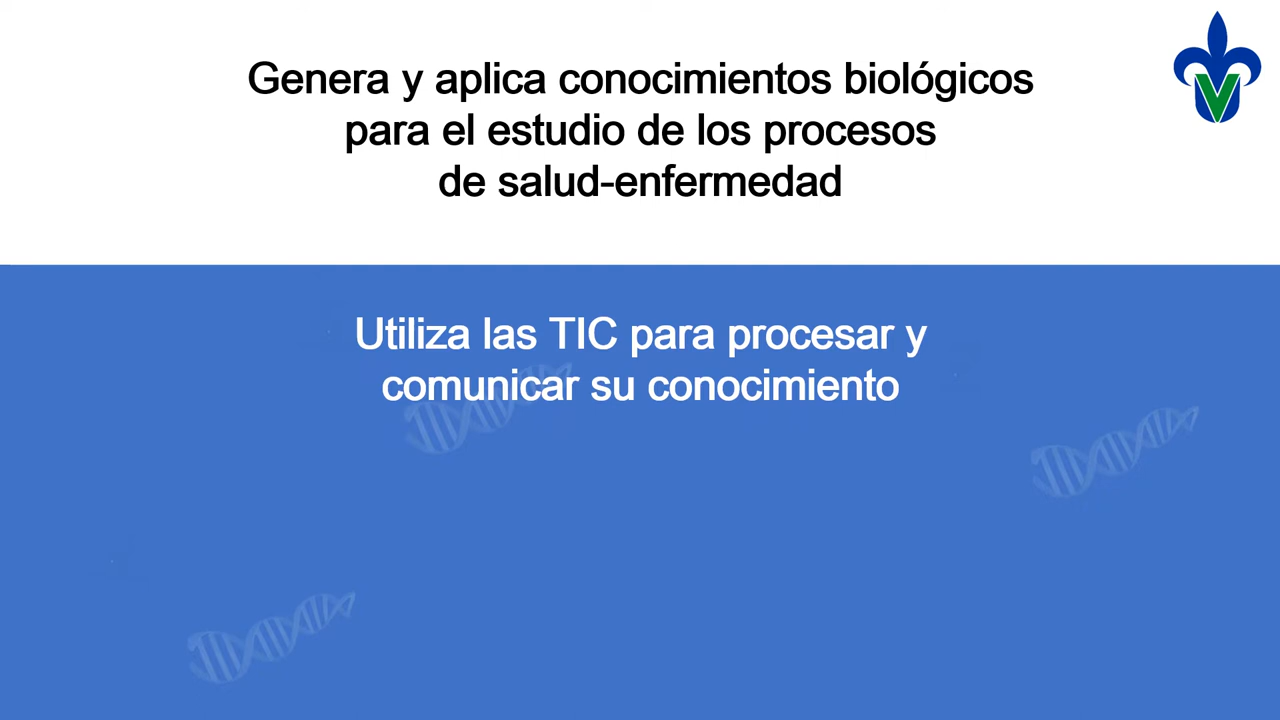 Genera y aplica conocimientos biológicos
para el estudio de los procesos
de salud-enfermedad
Utiliza las TIC para procesar y
comunicar su conocimiento